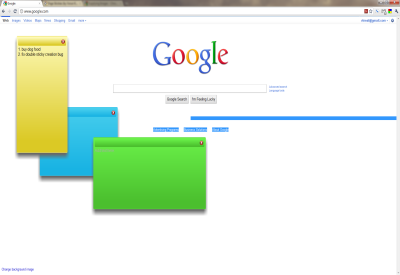 Google
www.google.com
Web Images Videos Maps News Shopping Gmail more
Google
1. buy dog food
2. fix double sticky creation bug
Advanced search
Language tools
Google Search
I'm Feeling Lucky
Advertising Programs
Business Solutions
About Google
Change background image